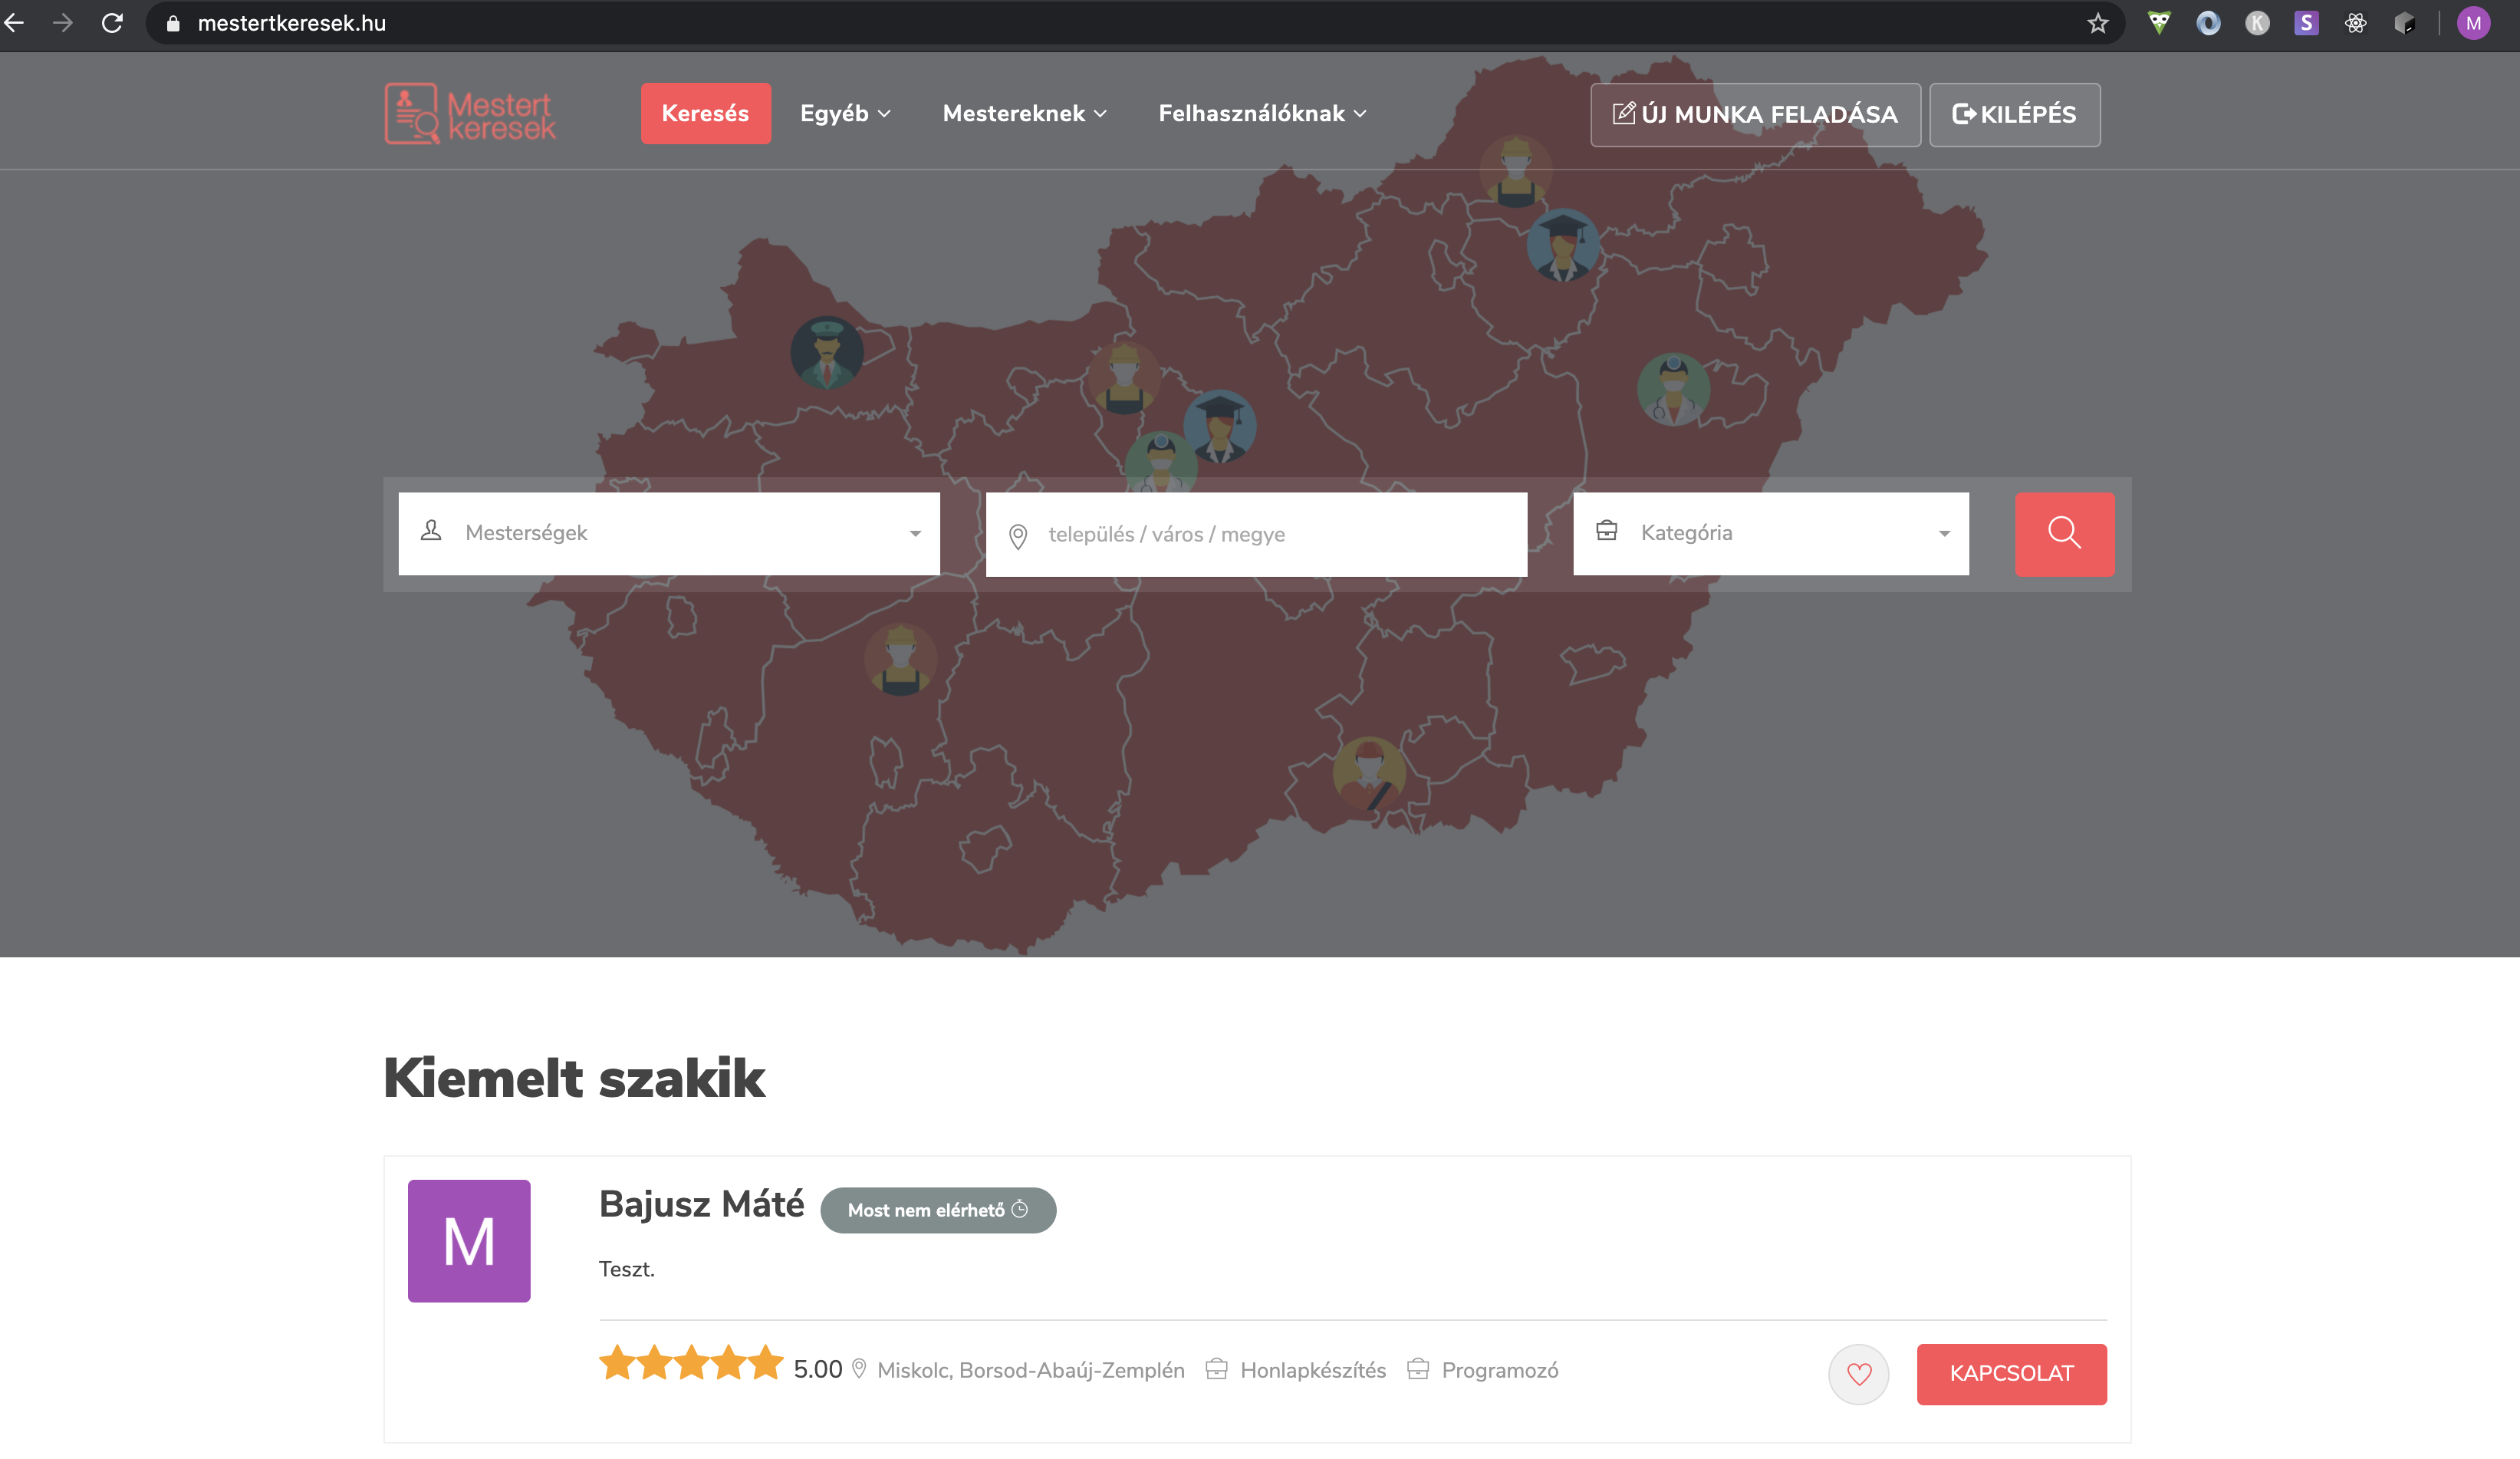 mestertkeresek.hu
K
S
M
Mestert
keresek
Keresés
Egyéb
Mestereknek
Felhasználóknak
ÚJ MUNKA FELADÁSA
KILÉPÉS
Mesterségek
település / város / megye
Kategória
Kiemelt szakik
M
Bajusz Máté
Most nem elérhető
Teszt.
5.00 Miskolc, Borsod-Abaúj-Zemplén Honlapkészítés Programozó
KAPCSOLAT